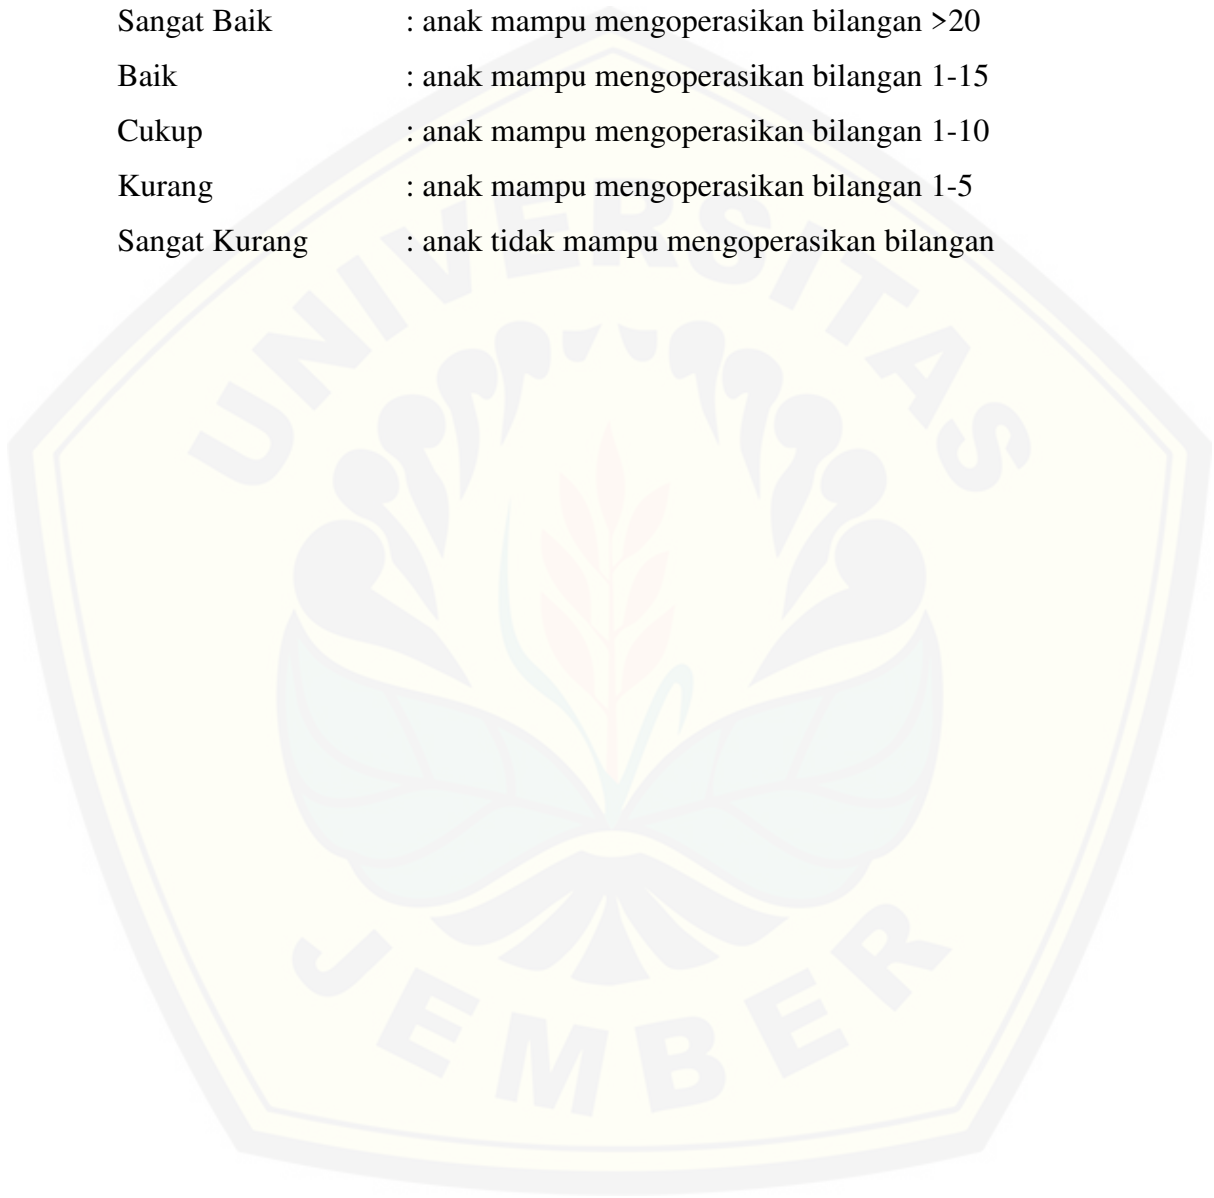 Sangat Baik : anak mampu mengoperasikan bilangan >20
Baik : anak mampu mengoperasikan bilangan 1-15
Cukup : anak mampu mengoperasikan bilangan 1-10
Kurang : anak mampu mengoperasikan bilangan 1-5
Sangat Kurang : anak tidak mampu mengoperasikan bilangan
UNIVERSITAS
JEMBER